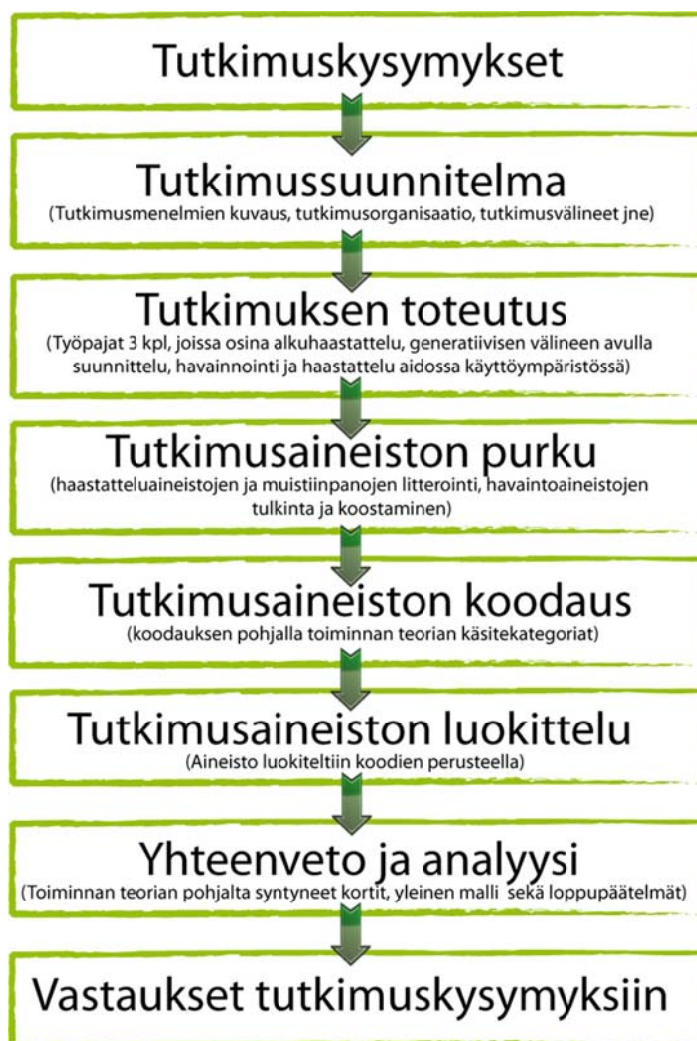 Tutkimuskysymykset
Tutkimussuunnitelma
(Tutkimusmenelmien kuvaus, tutkimusorganisaatio, tutkimusvälineet jne)
Tutkimuksen toteutus
(Työpajat 3 kpl, joissa osina alkuhaastattelu, generatiivisen välineen avulla
suunnittelu, havainnointi ja haastattelu aidossa käyttöympäristössä)
Tutkimusaineiston purku
(haastatteluaineistojen ja muistiinpanojen litterointi, havaintoaineistojen
tulkinta ja koostaminen)
Tutkimusaineiston koodaus
(koodauksen pohjalla toiminnan teorian käsitekategoriat)
Tutkimusaineiston luokittelu
(Aineisto luokiteltiin koodien perusteella)
Yhteenveto ja analyysi
(Toiminnan teorian pohjalta syntyneet kortit, yleinen malli sekä loppupäätelmät)
Vastaukset tutkimuskysymyksiin